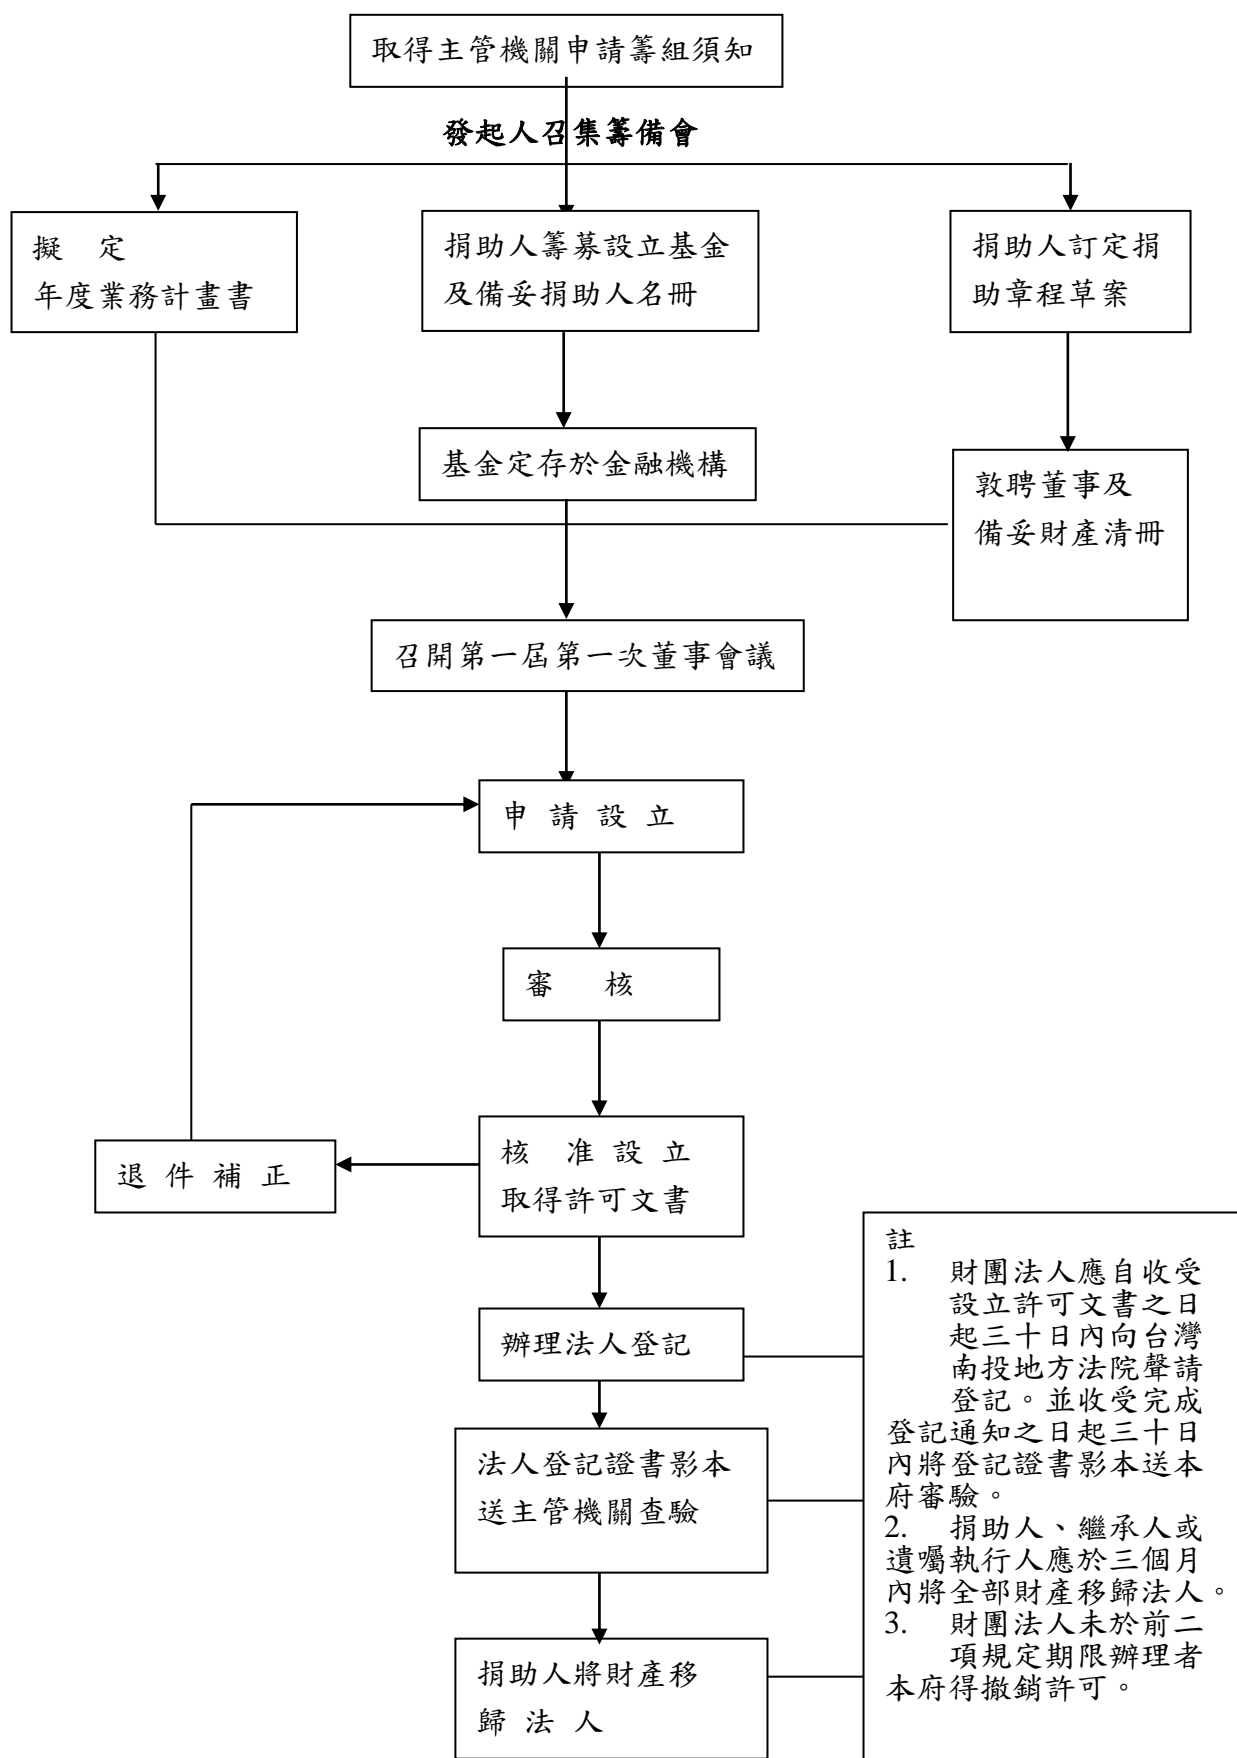 取得主管機關申請籌組須知
發起人召集籌備會
擬 定
年度業務計畫書
捐助人籌募設立基金
及備妥捐助人名冊
捐助人訂定捐
助章程草案
基金定存於金融機構
敦聘董事及
備妥財產清冊
召開第一屆第一次董事會議
申 請 設 立
審 核
核 准 設 立
取得許可文書
退 件 補 正
辦理法人登記
法人登記證書影本
送主管機關查驗
捐助人將財產移
歸 法 人
註
1. 財團法人應自收受
設立許可文書之日
起三十日內向台灣
南投地方法院聲請
登記。並收受完成
登記通知之日起三十日
內將登記證書影本送本
府審驗。
2. 捐助人、繼承人或
遺囑執行人應於三個月
內將全部財產移歸法人。
3. 財團法人未於前二
項規定期限辦理者
本府得撤銷許可。